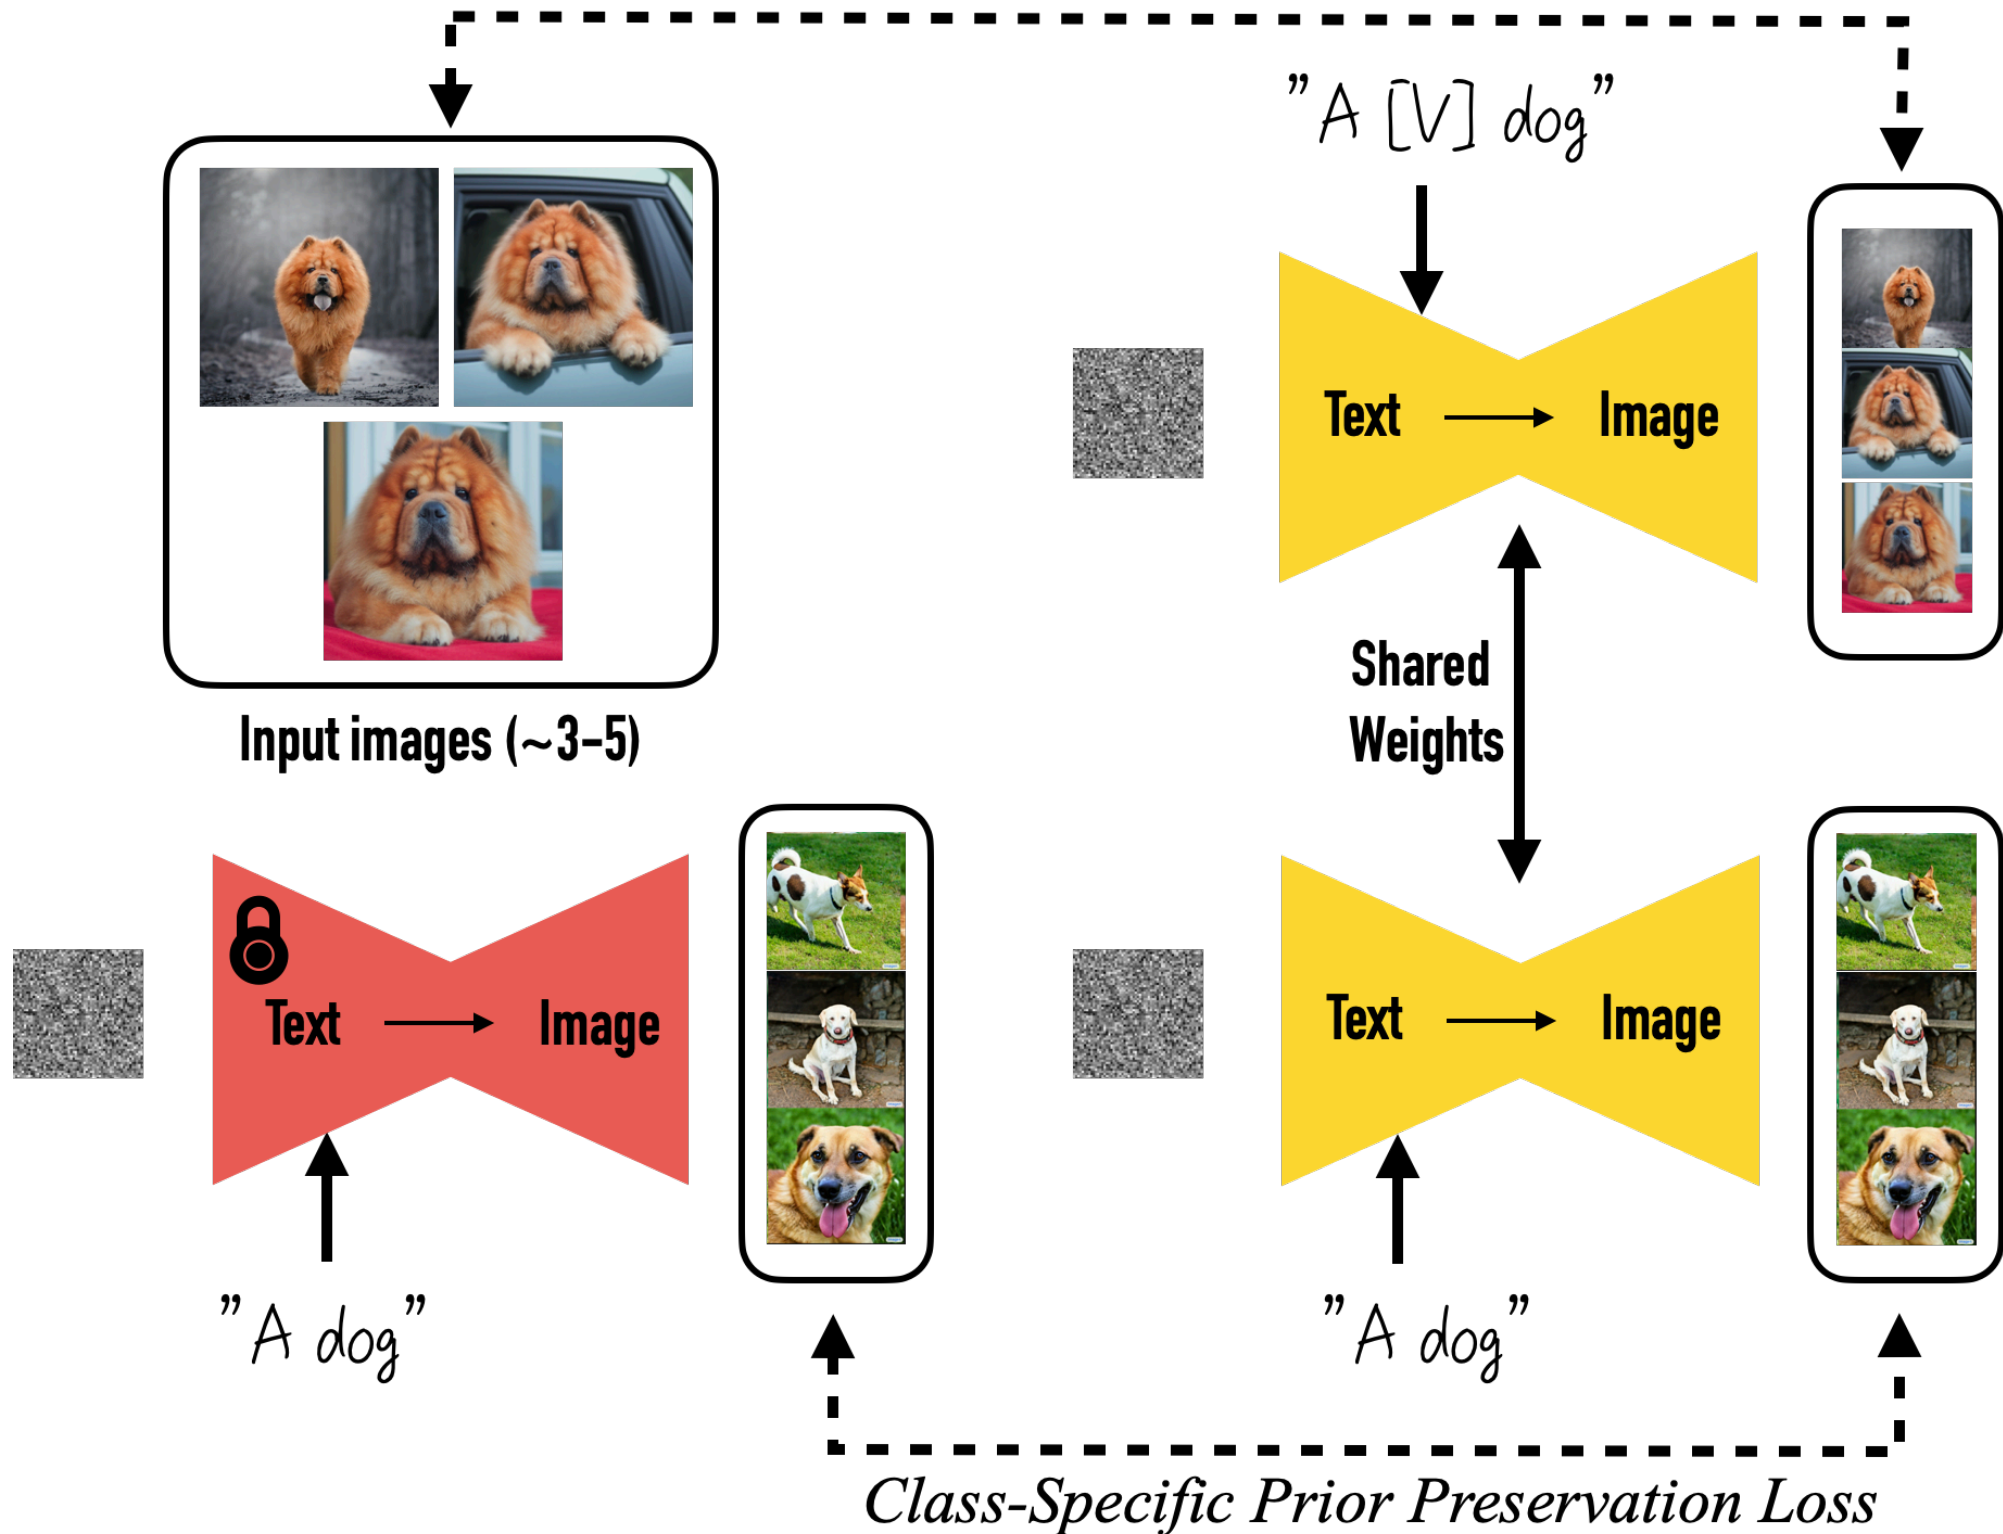 ”A [V] dog”
Text → Image
Shared
Weights
Input images (~3–5)
Text → Image
Text → Image
”A dog”
”A dog”
Class-Specific Prior Preservation Loss